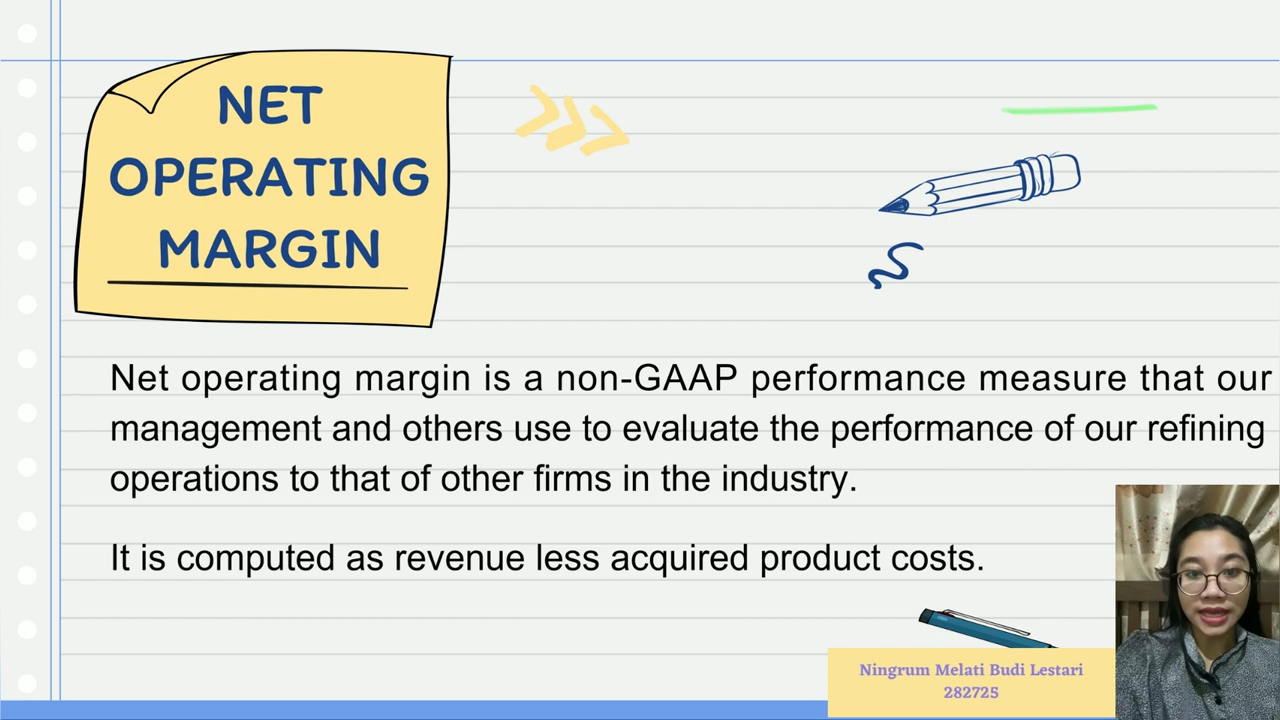 NET
OPERATING
MARGIN
Net operating margin is a non-GAAP performance measure that our
management and others use to evaluate the performance of our refining
operations to that of other firms in the industry.
It is computed as revenue less acquired product costs.
Ningrum Melati Budi Lestari
282725